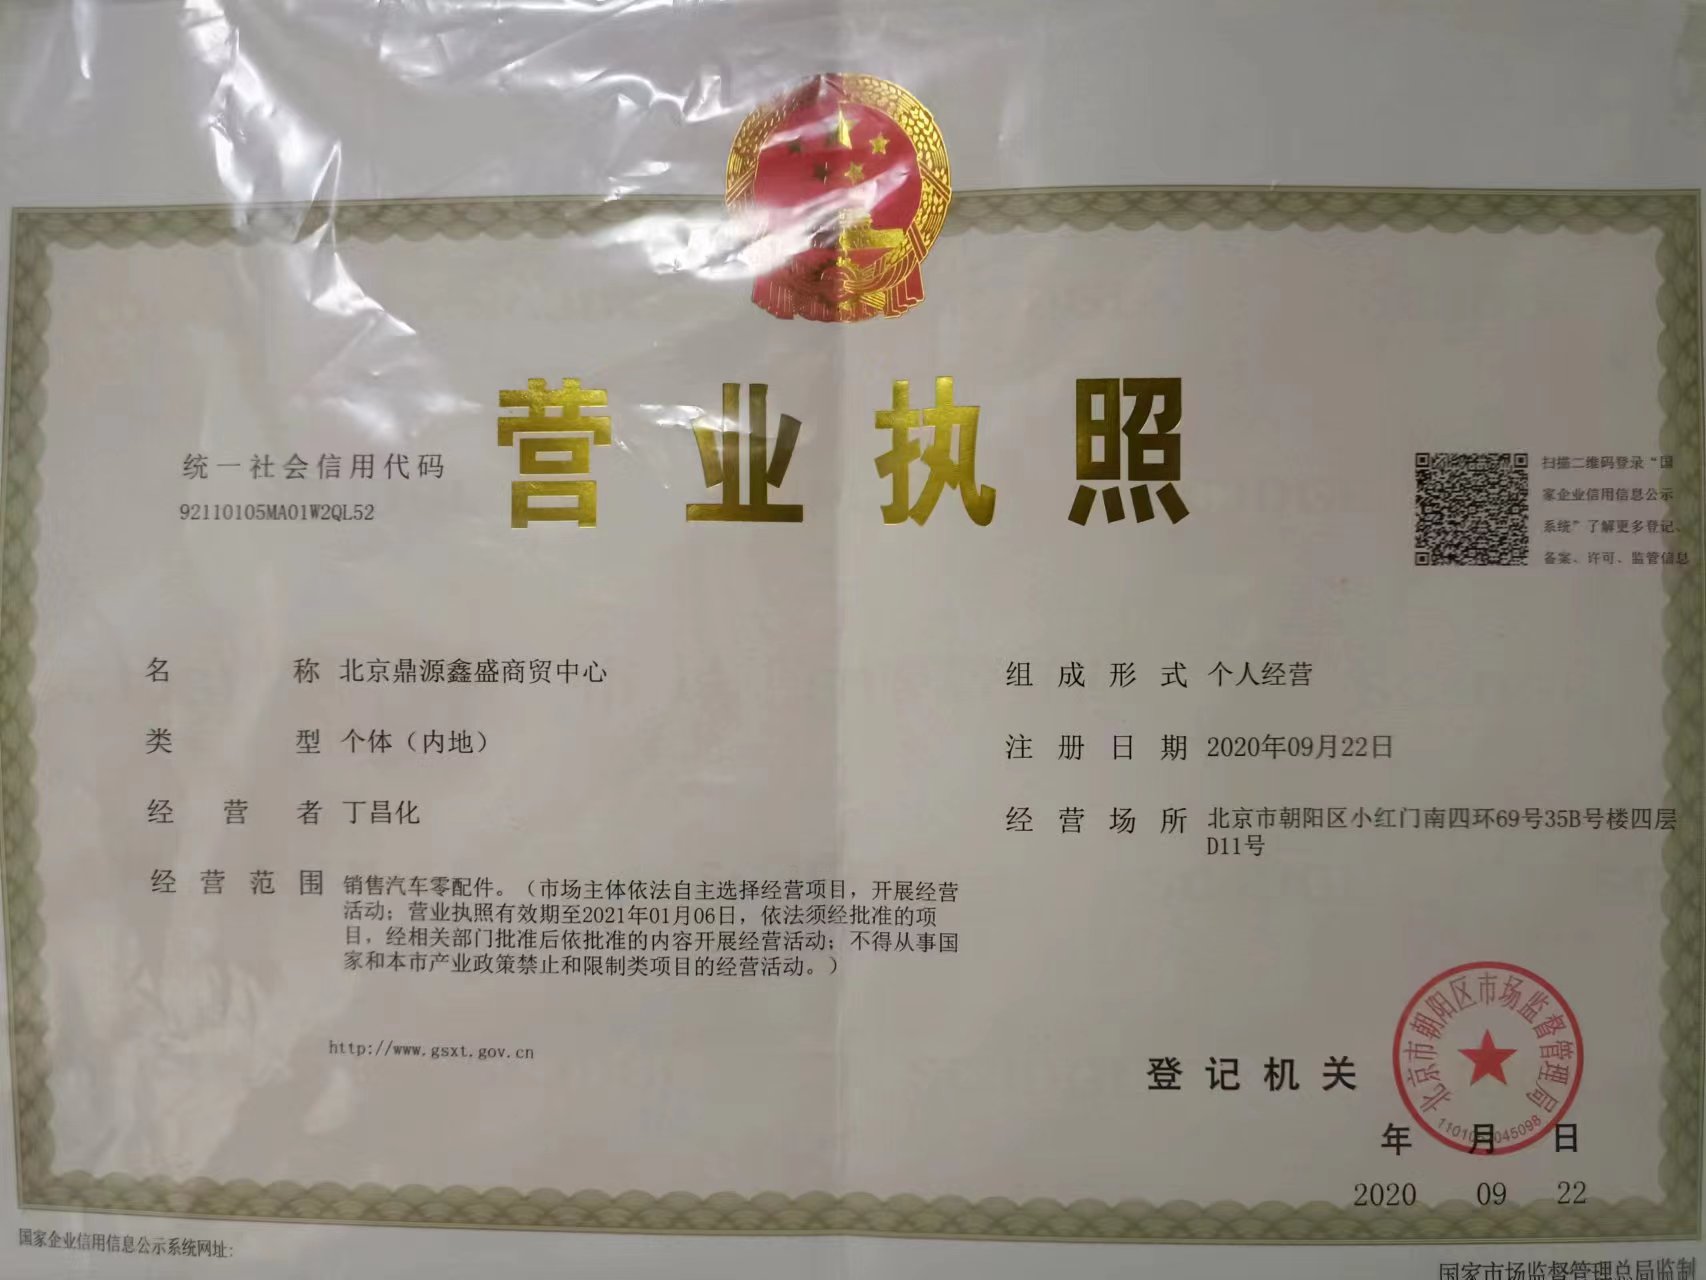 营业执照
统一社会信用代码
92110105MA01W2QL52
扫描二维码登录“国
家企业信用信息公示
系统”了解更多登记、
备案、许可、监管信息
名称 北京鼎源鑫盛商贸中心
类型 个体（内地）
经营者 丁昌化
经营范围 销售汽车零配件。（市场主体依法自主选择经营项目，开展经营
活动；营业执照有效期至2021年01月06日，依法须经批准的项
目，经相关部门批准后依批准的内容开展经营活动；不得从事国
家和本市产业政策禁止和限制类项目的经营活动。）
组成形式 个人经营
注册日期 2020年09月22日
经营场所 北京市朝阳区小红门南四环69号35B号楼四层
D11号
http://www.gsxt.gov.cn
登记机关
北京市朝阳区市场监督管理局
年 月 日
2020 09 22
国家企业信用信息公示系统网址:
国家市场监督管理总局监制